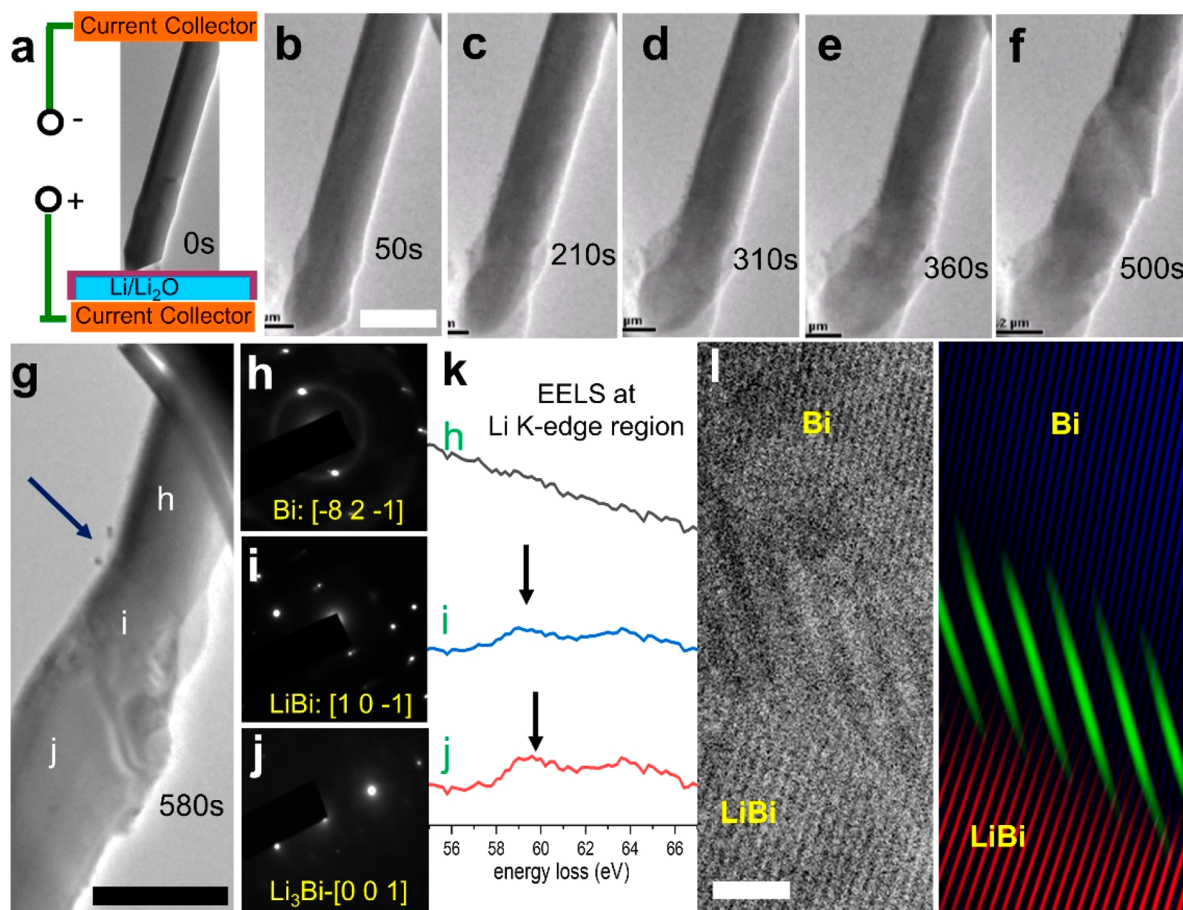 a
Current Collector
-
+
0s
Li/Li₂O
Current Collector
b
50s
μm
c
210s
m
d
310s
μm
e
360s
μm
f
500s
.2 μm
g
h
i
j
580s
h
Bi: [-8 2 -1]
i
LiBi: [1 0 -1]
j
Li₃Bi-[0 0 1]
k
EELS at
Li K-edge region
h
i
j
56 58 60 62 64 66
energy loss (eV)
l
Bi
LiBi
Bi
LiBi